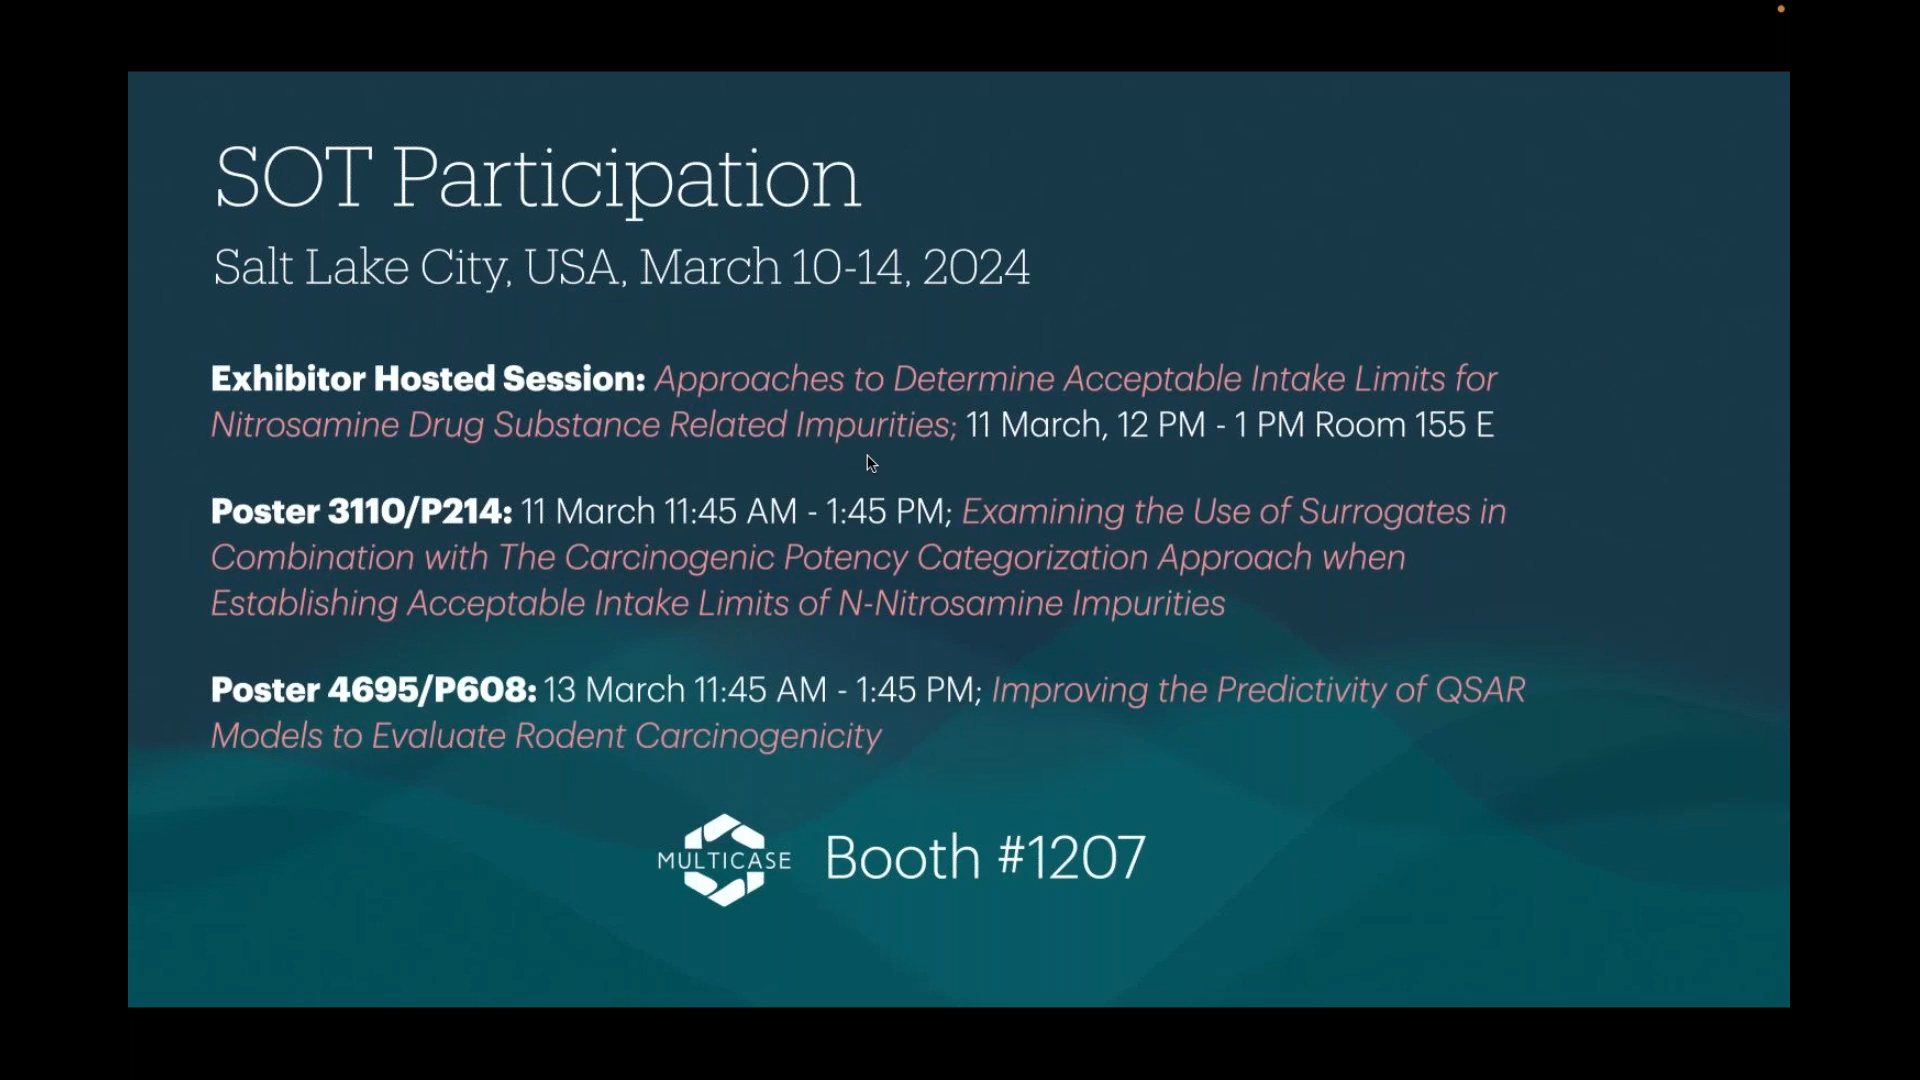 SOT Participation
Salt Lake City, USA, March 10-14, 2024
Exhibitor Hosted Session: Approaches to Determine Acceptable Intake Limits for
Nitrosamine Drug Substance Related Impurities; 11 March, 12 PM - 1 PM Room 155 E
Poster 3110/P214: 11 March 11:45 AM - 1:45 PM; Examining the Use of Surrogates in
Combination with The Carcinogenic Potency Categorization Approach when
Establishing Acceptable Intake Limits of N-Nitrosamine Impurities
Poster 4695/P608: 13 March 11:45 AM - 1:45 PM; Improving the Predictivity of QSAR
Models to Evaluate Rodent Carcinogenicity
MULTICASE Booth #1207